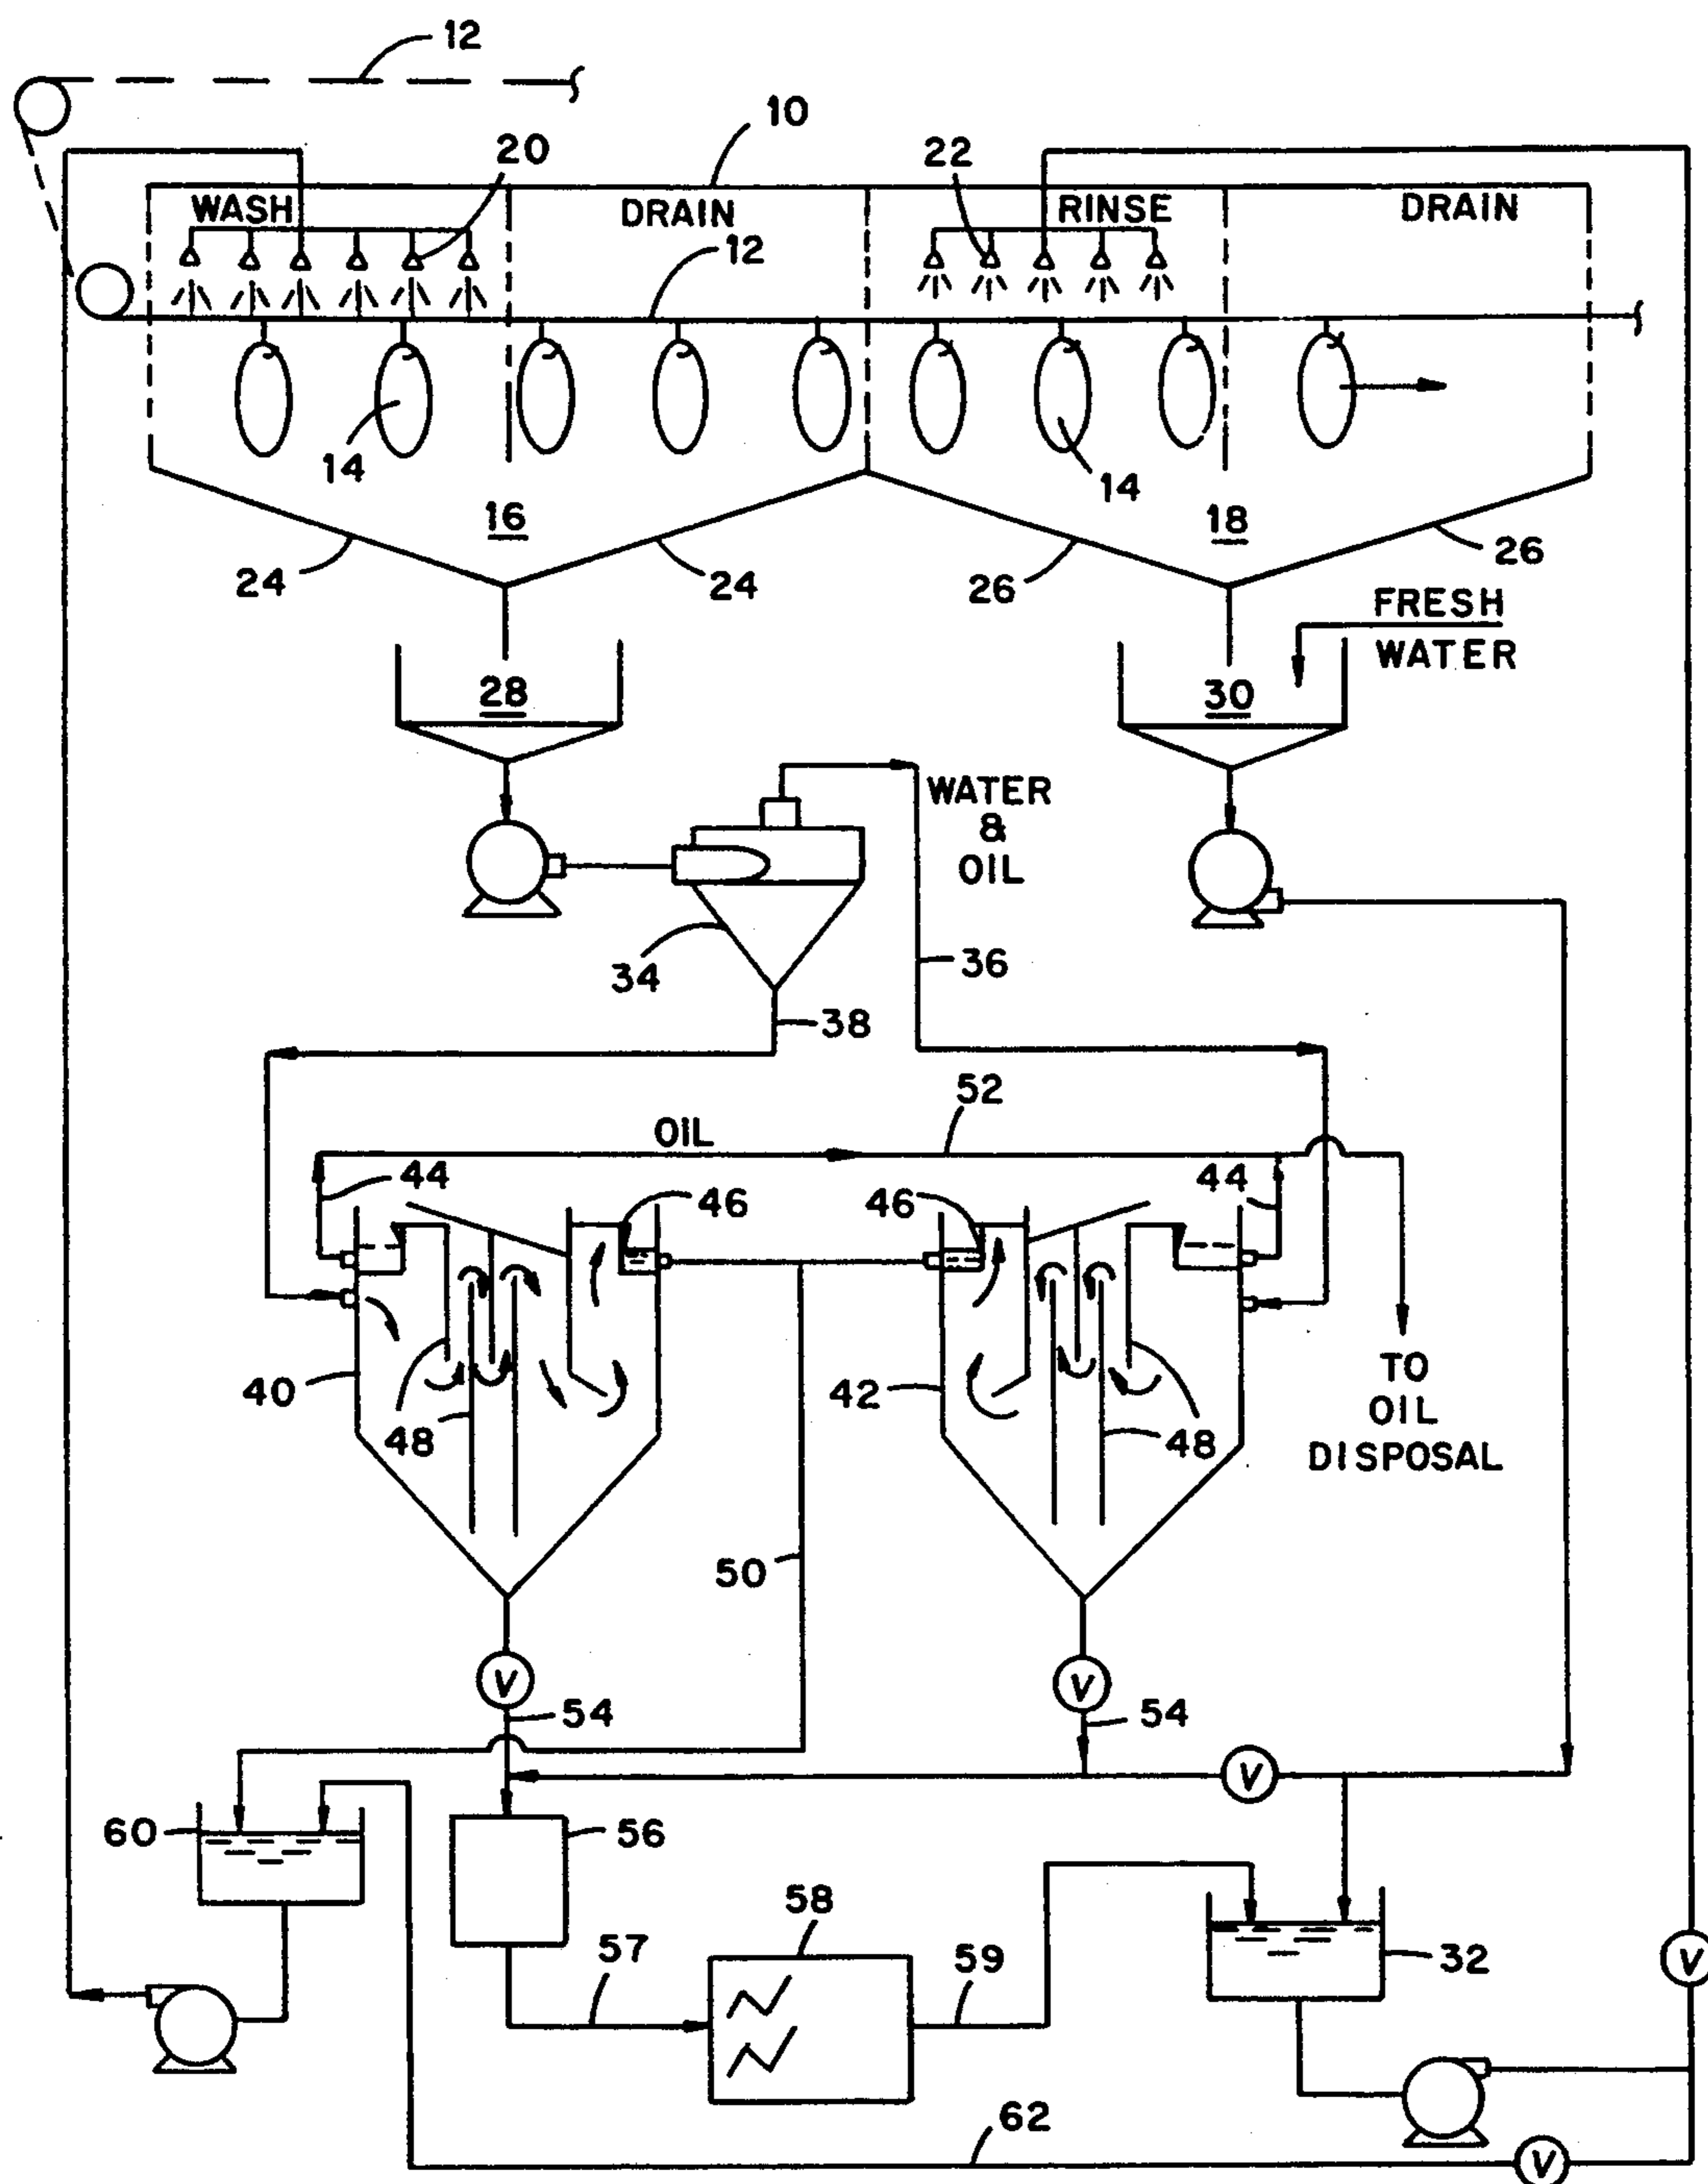 12
10
20
22
WASH
DRAIN
RINSE
DRAIN
12
14
14
16
18
24
24
26
26
FRESH
WATER
28
30
WATER
&
OIL
34
36
38
52
OIL
44
46
46
44
40
48
42
48
TO
OIL
DISPOSAL
50
V
V
54
54
V
60
56
58
57
59
32
V
62
V